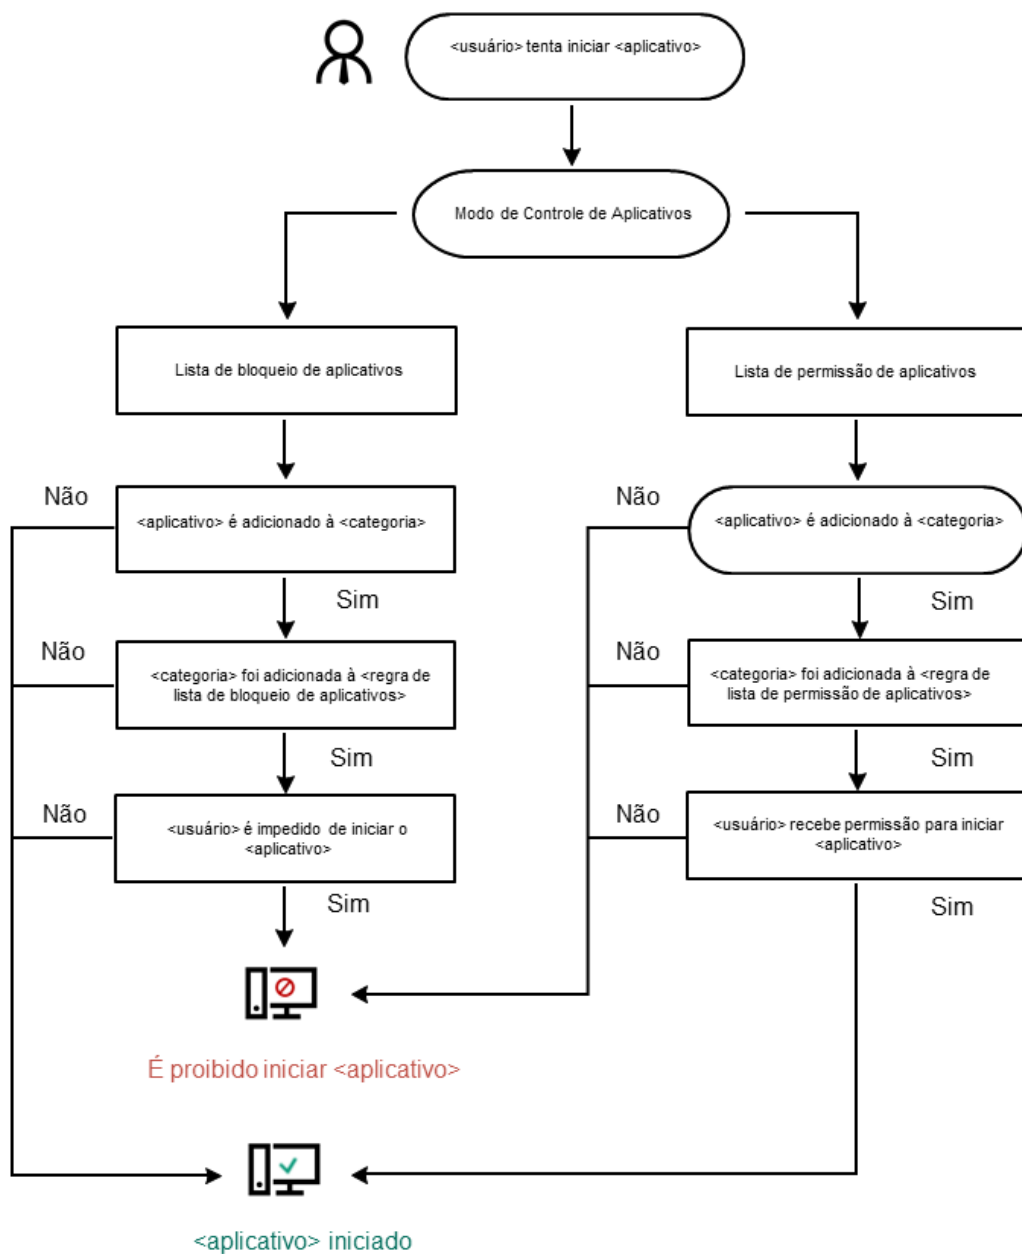 <usuário> tenta iniciar <aplicativo>
Modo de Controle de Aplicativos
Lista de bloqueio de aplicativos
Lista de permissão de aplicativos
Não
<aplicativo> é adicionado à <categoria>
Não
<aplicativo> é adicionado à <categoria>
Sim
Sim
Não
<categoria> foi adicionada à <regra de
lista de bloqueio de aplicativos>
Não
<categoria> foi adicionada à <regra de
lista de permissão de aplicativos>
Sim
Sim
Não
<usuário> é impedido de iniciar o
<aplicativo>
Não
<usuário> recebe permissão para iniciar
<aplicativo>
Sim
Sim
É proibido iniciar <aplicativo>
<aplicativo> iniciado